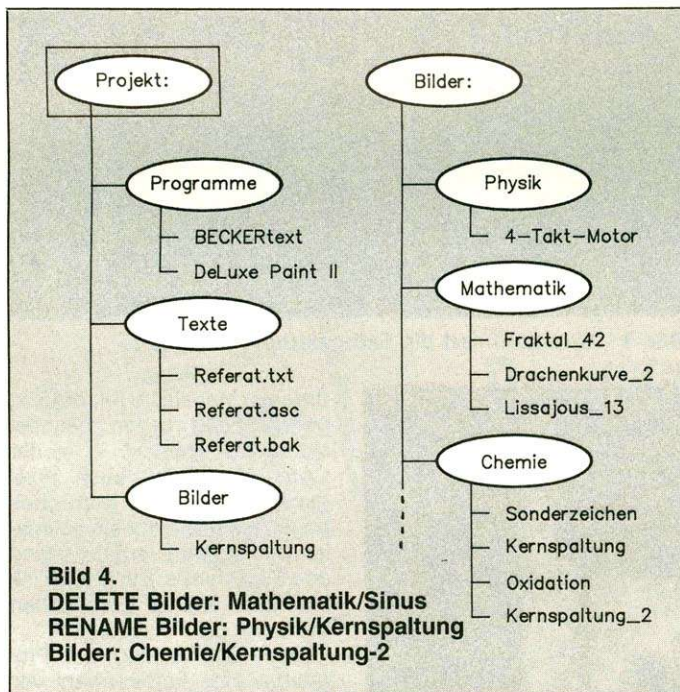 Projekt:
Programme
BECKERtext
DeLuxe Paint II
Texte
Referat.txt
Referat.asc
Referat.bak
Bilder
Kernspaltung
Bilder:
Physik
4-Takt-Motor
Mathematik
Fraktal_42
Drachenkurve_2
Lissajous_13
Chemie
Sonderzeichen
Kernspaltung
Oxidation
Kernspaltung_2
Bild 4.
DELETE Bilder: Mathematik/Sinus
RENAME Bilder: Physik/Kernspaltung
Bilder: Chemie/Kernspaltung-2